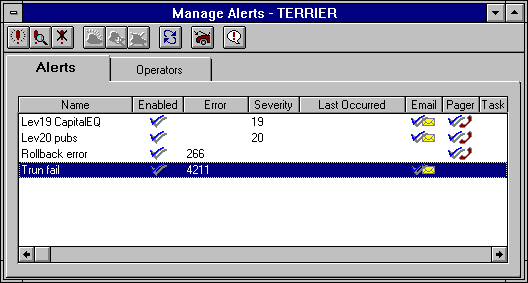 Manage Alerts - TERRIER
Alerts
Operators
Name Enabled Error Severity Last Occurred Email Pager Task
Lev19 CapitalEQ 19
Lev20 pubs 20
Rollback error 266
Trun fail 4211